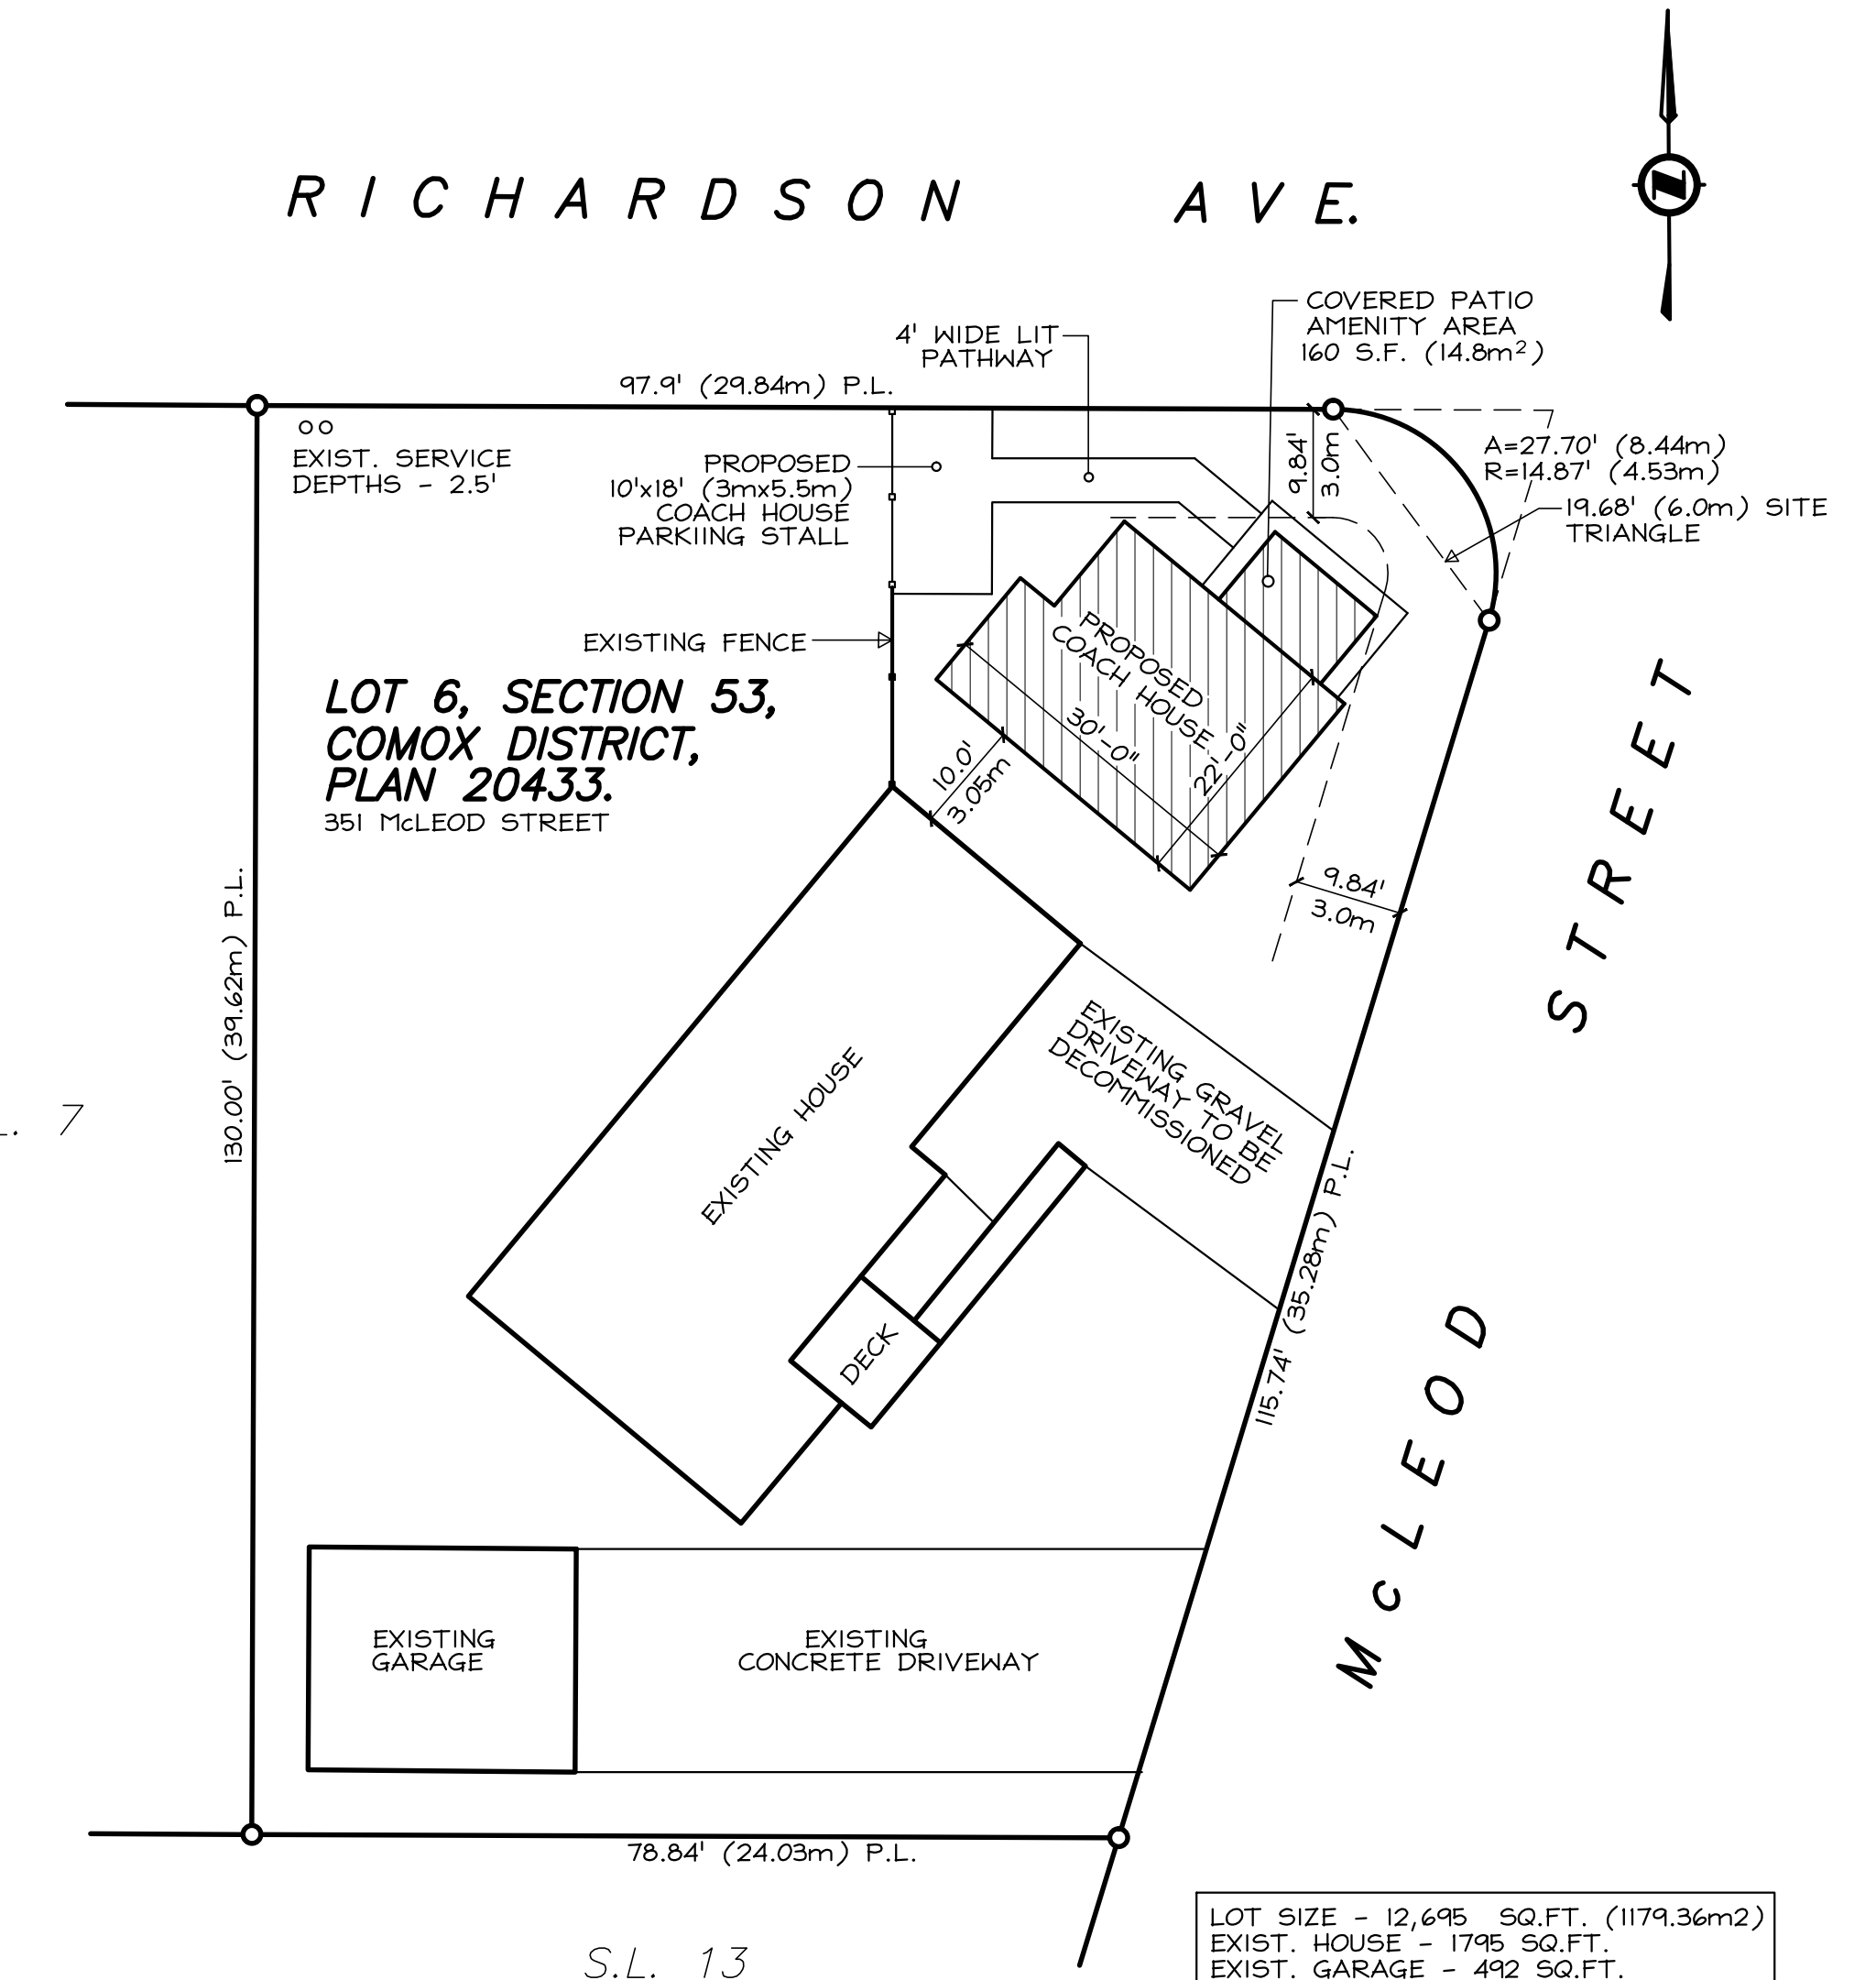 RICHARDSON AVE.
COVERED PATIO
AMENITY AREA
160 S.F. (14.8m²)
4' WIDE LIT
PATHWAY
97.9' (29.84m) P.L.
EXIST. SERVICE
DEPTHS - 2.5'
PROPOSED
10'x18' (3mx5.5m)
COACH HOUSE
PARKIING STALL
9.84'
3.0m
A=27.70' (8.44m)
R=14.87' (4.53m)
19.68' (6.0m) SITE
TRIANGLE
EXISTING FENCE
PROPOSED
COACH HOUSE
30'-0"
22'-0"
10.0'
3.05m
LOT 6, SECTION 53,
COMOX DISTRICT,
PLAN 20433.
351 McLEOD STREET
9.84'
3.0m
130.00' (39.62m) P.L.
7
EXISTING HOUSE
EXISTING GRAVEL
DRIVEWAY TO BE
DECOMMISSIONED
115.74' (35.28m) P.L.
McLEOD STREET
DECK
EXISTING
GARAGE
EXISTING
CONCRETE DRIVEWAY
78.84' (24.03m) P.L.
S.L. 13
LOT SIZE - 12,695 SQ.FT. (1179.36m2)
EXIST. HOUSE - 1795 SQ.FT.
EXIST. GARAGE - 492 SQ.FT.